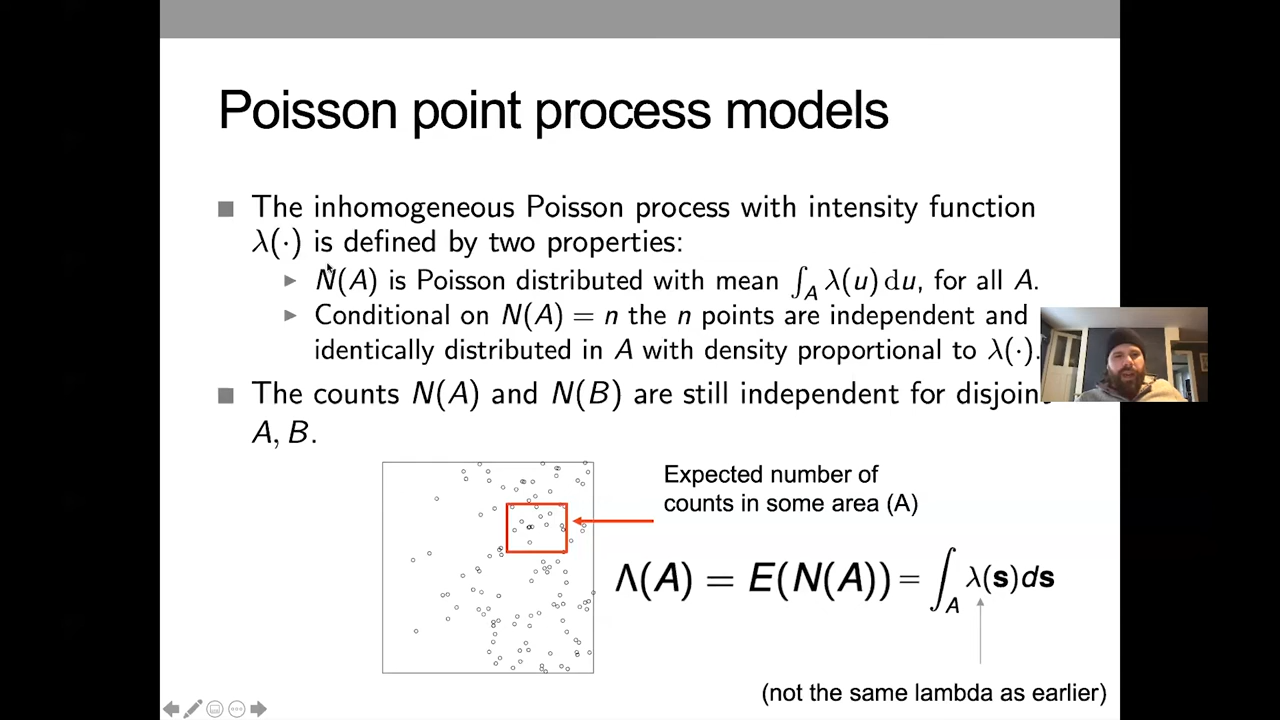 Poisson point process models
The inhomogeneous Poisson process with intensity function
λ(·) is defined by two properties:
N(A) is Poisson distributed with mean ∫_A λ(u) du, for all A.
Conditional on N(A) = n the n points are independent and
identically distributed in A with density proportional to λ(·).
The counts N(A) and N(B) are still independent for disjoint
A, B.
Expected number of
counts in some area (A)
Λ(A) = E(N(A)) = ∫_A λ(s)ds
(not the same lambda as earlier)